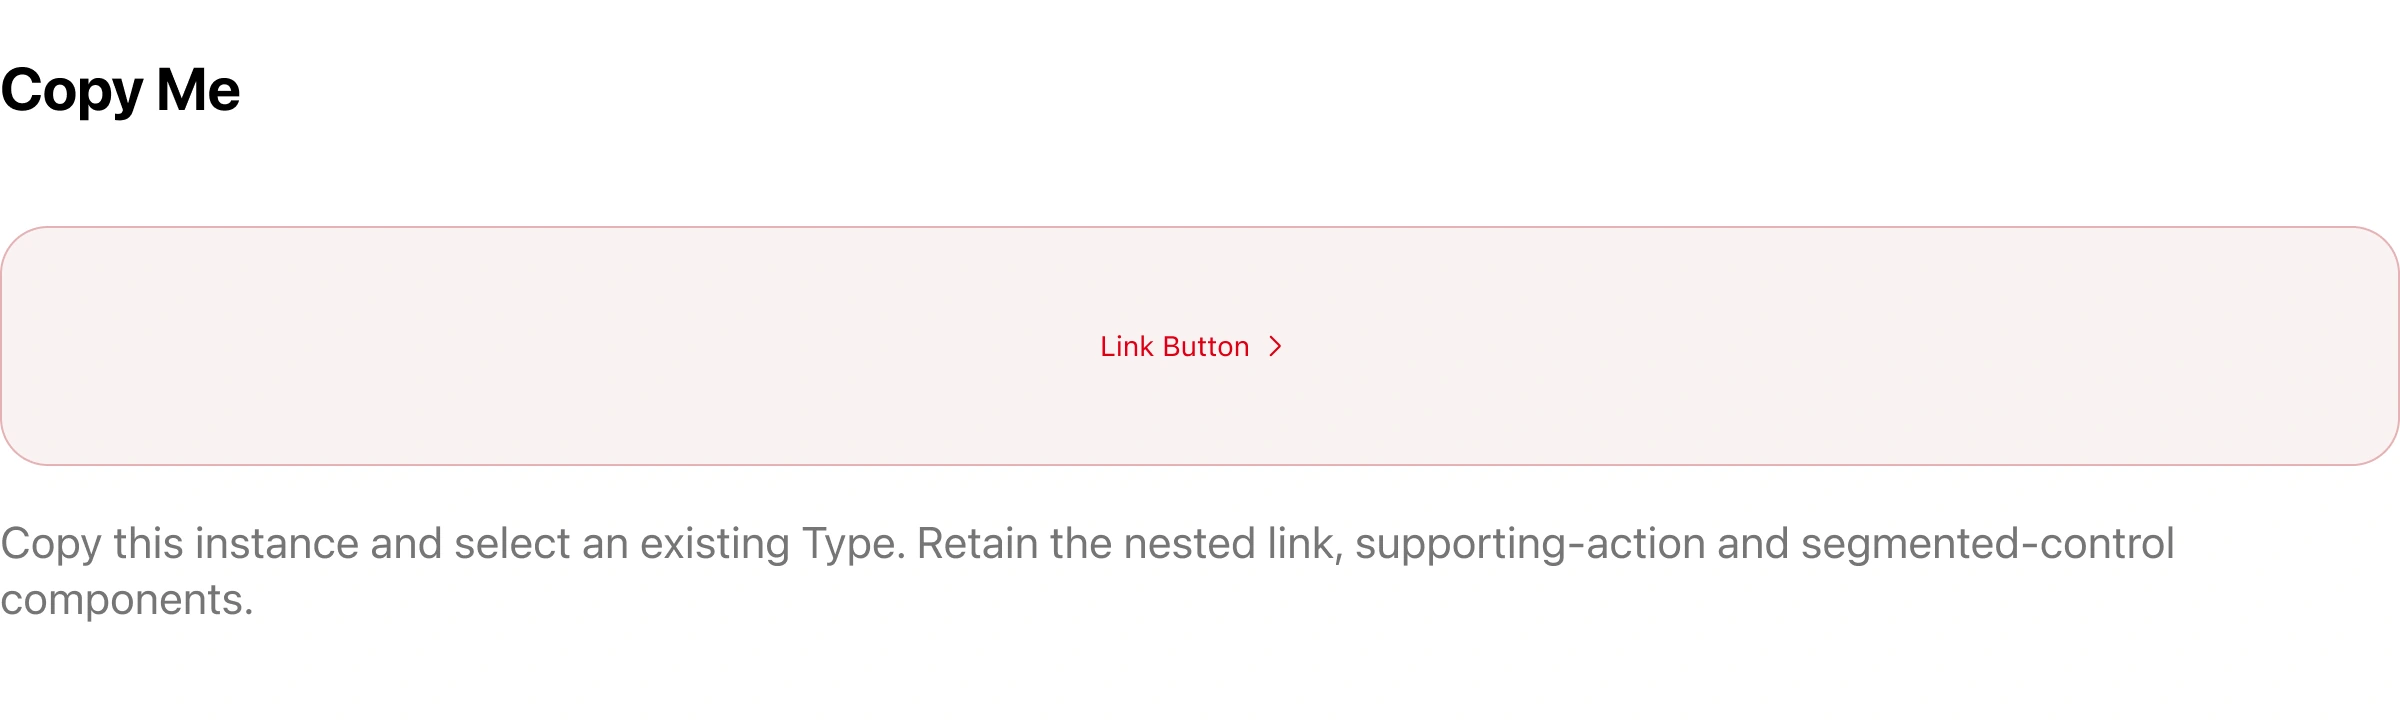 Copy Me
Link Button
Copy this instance and select an existing Type. Retain the nested link, supporting-action and segmented-control
components.